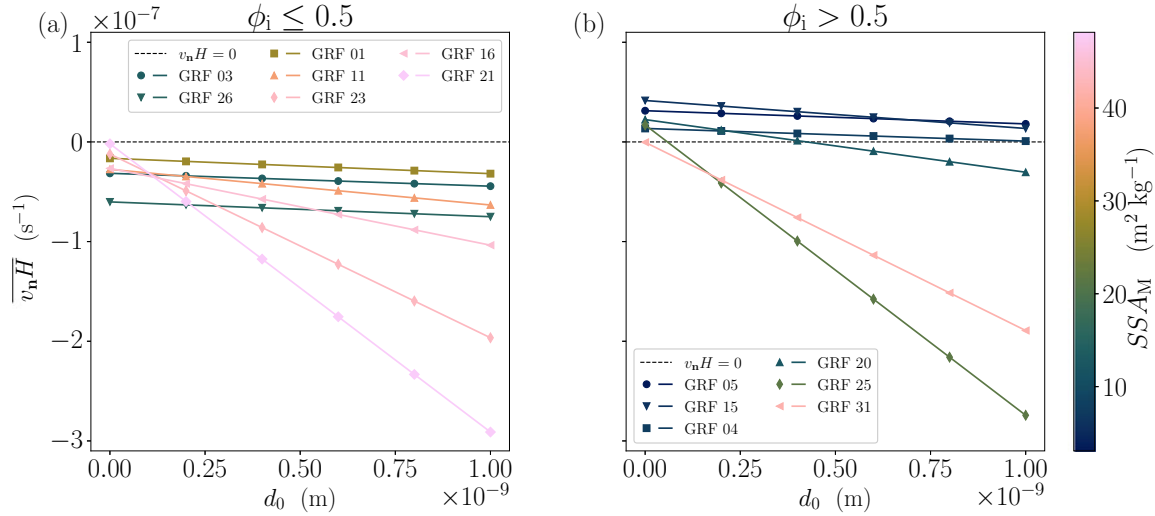 (a)
×10⁻⁷
ϕᵢ ≤ 0.5
1
0
−1
−2
−3
v̅ₙH̅ (s⁻¹)
vₙH = 0
GRF 03
GRF 26
GRF 01
GRF 11
GRF 23
GRF 16
GRF 21
0.00 0.25 0.50 0.75 1.00
d₀ (m)
×10⁻⁹
(b)
ϕᵢ > 0.5
vₙH = 0
GRF 05
GRF 15
GRF 04
GRF 20
GRF 25
GRF 31
0.00 0.25 0.50 0.75 1.00
d₀ (m)
×10⁻⁹
40
30
20
10
SSA_M (m² kg⁻¹)